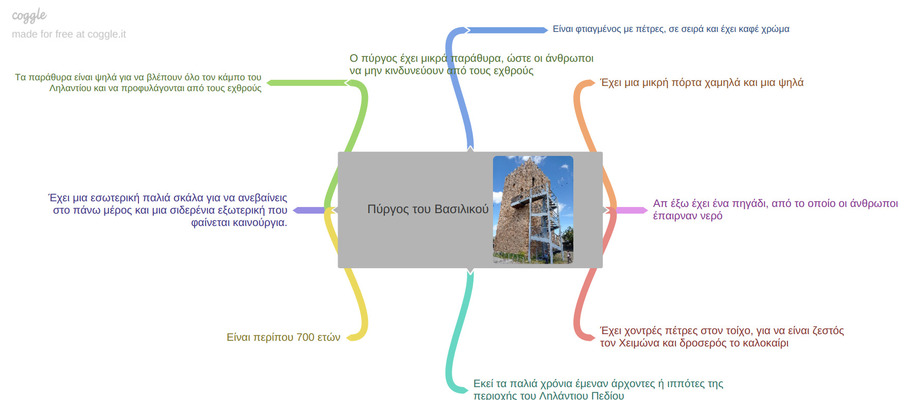 coggle
made for free at coggle.it
Είναι φτιαγμένος με πέτρες, σε σειρά και έχει καφέ χρώμα
Ο πύργος έχει μικρά παράθυρα, ώστε οι άνθρωποι
να μην κινδυνεύουν από τους εχθρούς
Τα παράθυρα είναι ψηλά για να βλέπουν όλο τον κάμπο του
Ληλαντίου και να προφυλάγονται από τους εχθρούς
Έχει μια μικρή πόρτα χαμηλά και μια ψηλά
Έχει μια εσωτερική παλιά σκάλα για να ανεβαίνεις
στο πάνω μέρος και μια σιδερένια εξωτερική που
φαίνεται καινούργια.
Πύργος του Βασιλικού
Απ έξω έχει ένα πηγάδι, από το οποίο οι άνθρωποι
έπαιρναν νερό
Είναι περίπου 700 ετών
Έχει χοντρές πέτρες στον τοίχο, για να είναι ζεστός
τον Χειμώνα και δροσερός το καλοκαίρι
Εκεί τα παλιά χρόνια έμεναν άρχοντες ή ιππότες της
περιοχής του Ληλάντιου Πεδίου